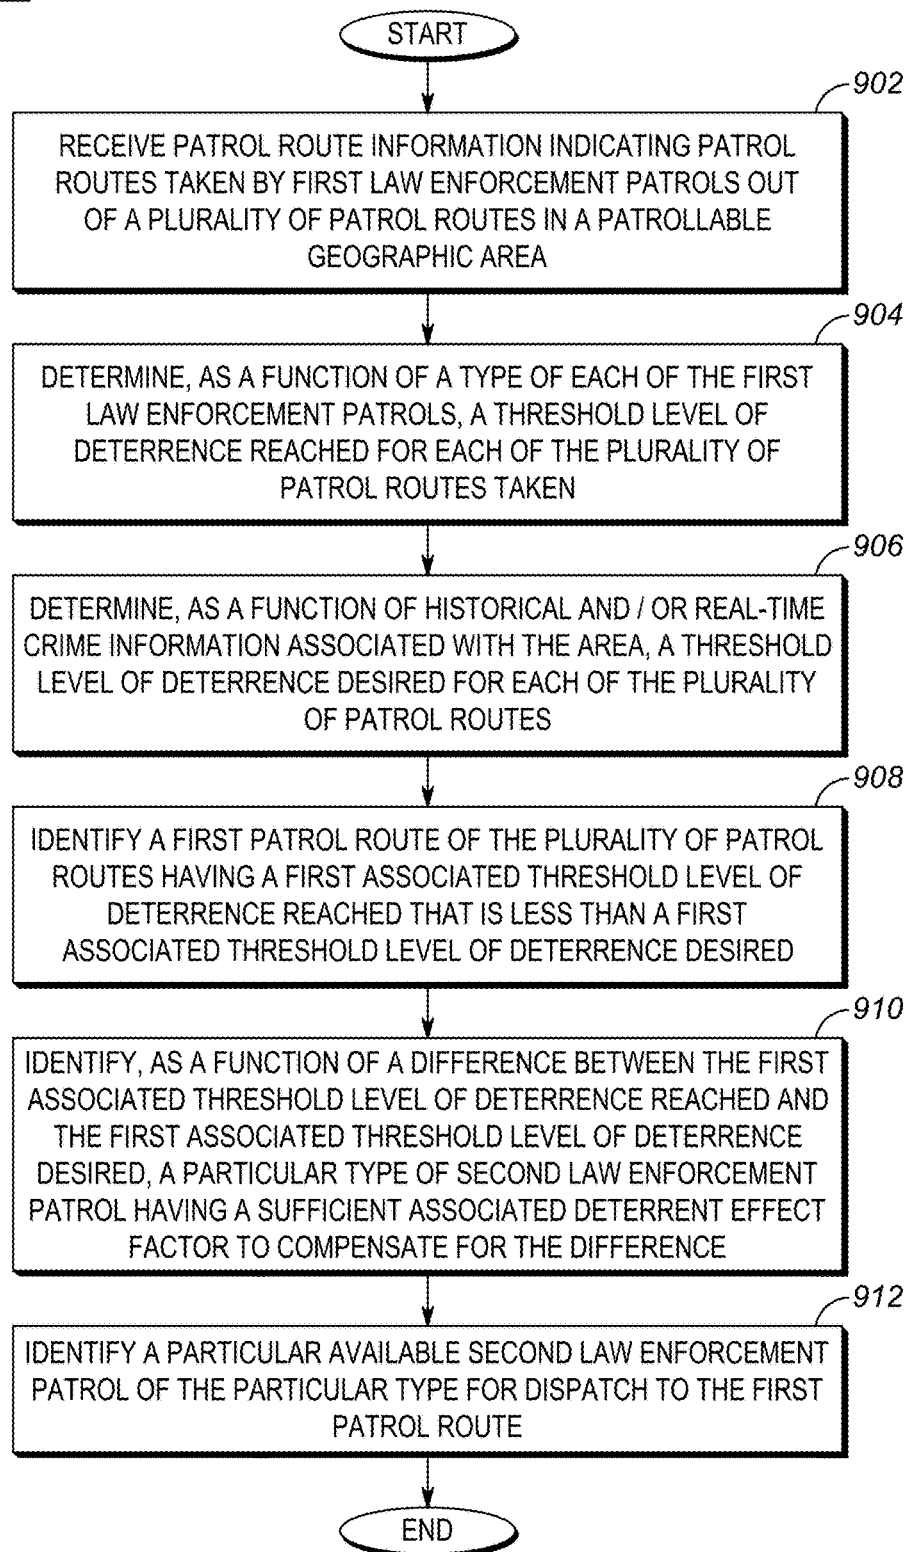 START
902
RECEIVE PATROL ROUTE INFORMATION INDICATING PATROL
ROUTES TAKEN BY FIRST LAW ENFORCEMENT PATROLS OUT
OF A PLURALITY OF PATROL ROUTES IN A PATROLLABLE
GEOGRAPHIC AREA
904
DETERMINE, AS A FUNCTION OF A TYPE OF EACH OF THE FIRST
LAW ENFORCEMENT PATROLS, A THRESHOLD LEVEL OF
DETERRENCE REACHED FOR EACH OF THE PLURALITY OF
PATROL ROUTES TAKEN
906
DETERMINE, AS A FUNCTION OF HISTORICAL AND / OR REAL-TIME
CRIME INFORMATION ASSOCIATED WITH THE AREA, A THRESHOLD
LEVEL OF DETERRENCE DESIRED FOR EACH OF THE PLURALITY
OF PATROL ROUTES
908
IDENTIFY A FIRST PATROL ROUTE OF THE PLURALITY OF PATROL
ROUTES HAVING A FIRST ASSOCIATED THRESHOLD LEVEL OF
DETERRENCE REACHED THAT IS LESS THAN A FIRST
ASSOCIATED THRESHOLD LEVEL OF DETERRENCE DESIRED
910
IDENTIFY, AS A FUNCTION OF A DIFFERENCE BETWEEN THE FIRST
ASSOCIATED THRESHOLD LEVEL OF DETERRENCE REACHED AND
THE FIRST ASSOCIATED THRESHOLD LEVEL OF DETERRENCE
DESIRED, A PARTICULAR TYPE OF SECOND LAW ENFORCEMENT
PATROL HAVING A SUFFICIENT ASSOCIATED DETERRENT EFFECT
FACTOR TO COMPENSATE FOR THE DIFFERENCE
912
IDENTIFY A PARTICULAR AVAILABLE SECOND LAW ENFORCEMENT
PATROL OF THE PARTICULAR TYPE FOR DISPATCH TO THE FIRST
PATROL ROUTE
END